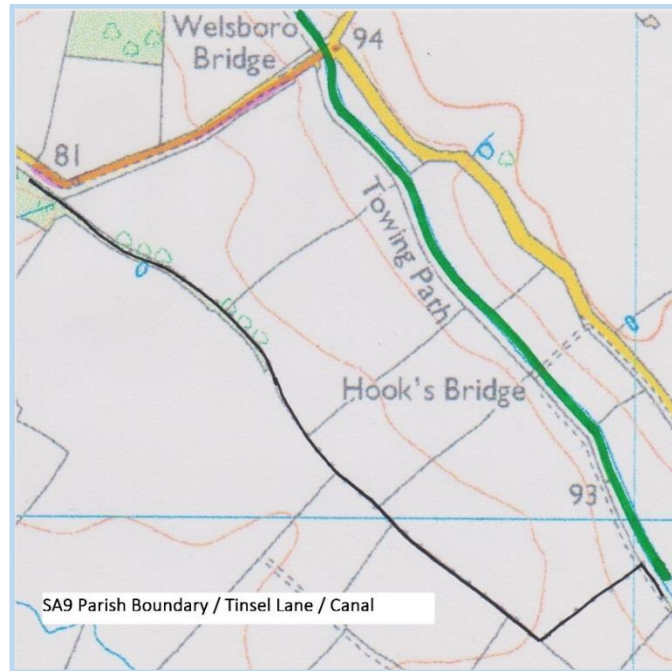 Welsboro
Bridge
94
81
Towing Path
Hook's Bridge
93
SA9 Parish Boundary / Tinsel Lane / Canal